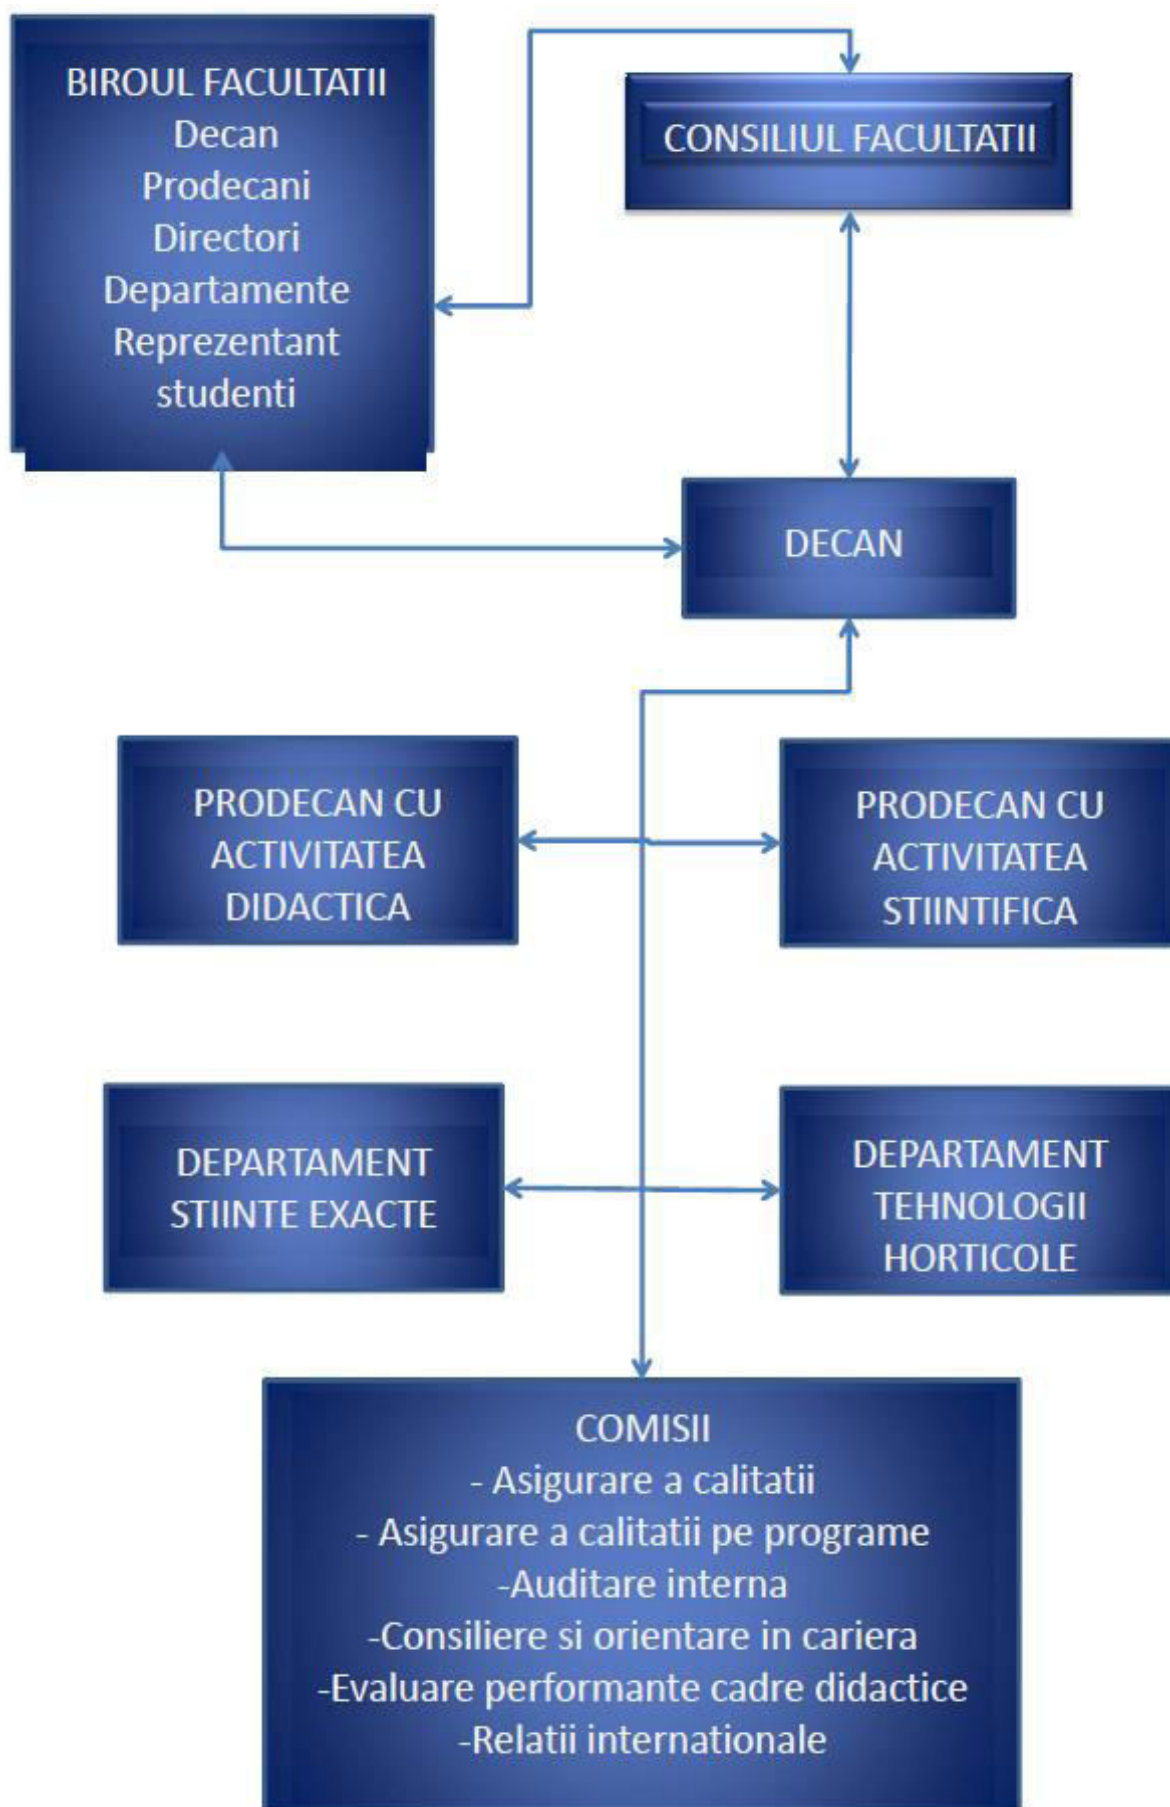 BIROUL FACULTATII
Decan
Prodecani
Directori
Departamente
Reprezentant
studenti
CONSILIUL FACULTATII
DECAN
PRODECAN CU
ACTIVITATEA
DIDACTICA
PRODECAN CU
ACTIVITATEA
STIINTIFICA
DEPARTAMENT
STIINTE EXACTE
DEPARTAMENT
TEHNOLOGII
HORTICOLE
COMISII
- Asigurare a calitatii
- Asigurare a calitatii pe programe
-Auditare interna
-Consiliere si orientare in cariera
-Evaluare performante cadre didactice
-Relatii internationale